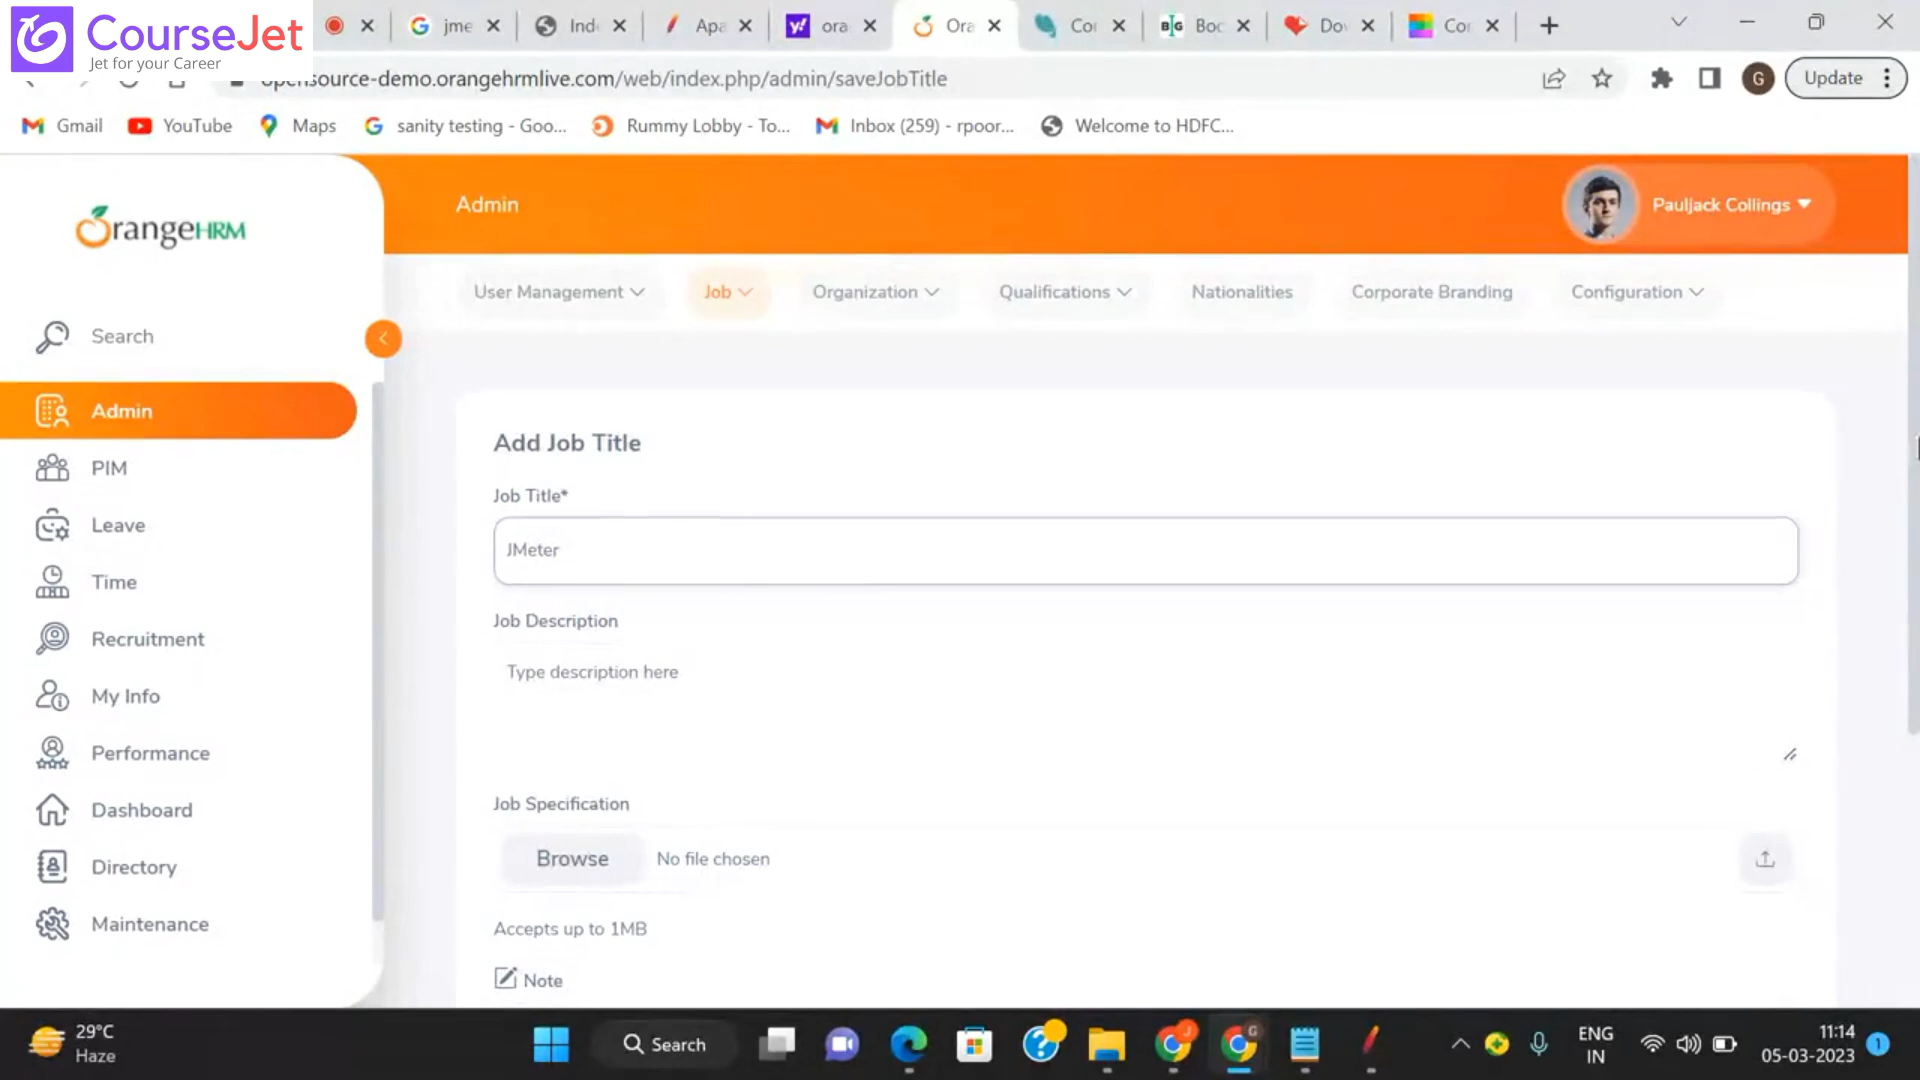 CourseJet
Jet for your Career
jme
Ind
Apa
ora
Ora
Co
B|G Boo
Do
Co
opensource-demo.orangehrmlive.com/web/index.php/admin/saveJobTitle
G
Update
Gmail
YouTube
Maps
sanity testing - Goo...
Rummy Lobby - To...
Inbox (259) - rpoor...
Welcome to HDFC...
OrangeHRM
Admin
Pauljack Collings
User Management
Job
Organization
Qualifications
Nationalities
Corporate Branding
Configuration
Search
Admin
PIM
Leave
Time
Recruitment
My Info
Performance
Dashboard
Directory
Maintenance
Add Job Title
Job Title*
JMeter
Job Description
Type description here
Job Specification
Browse
No file chosen
Accepts up to 1MB
Note
29°C
Haze
Search
ENG
IN
11:14
05-03-2023
1